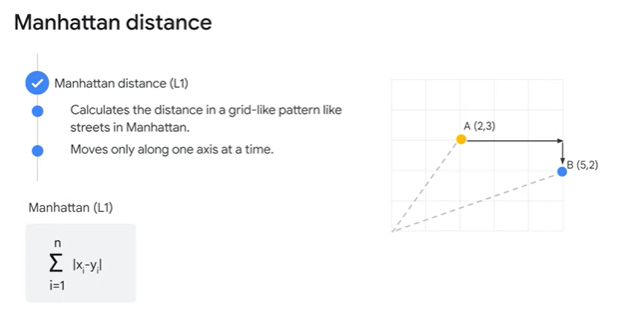 Manhattan distance
Manhattan distance (L1)
Calculates the distance in a grid-like pattern like
streets in Manhattan.
Moves only along one axis at a time.
Manhattan (L1)
n
Σ |xᵢ-yᵢ|
i=1
A (2,3)
B (5,2)